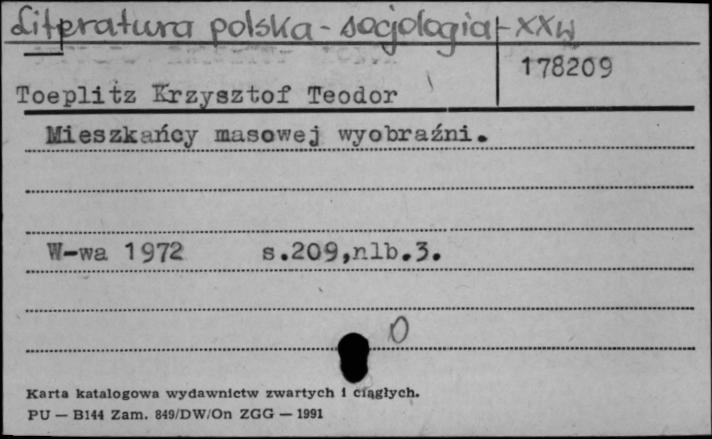 Literatura polska - socjologia - XX w
178209
Toeplitz Krzysztof Teodor
Mieszkańcy masowej wyobraźni.
W-wa 1972 s.209,nlb.3.
0
Karta katalogowa wydawnictw zwartych i ciągłych.
PU — B144 Zam. 849/DW/On ZGG — 1991